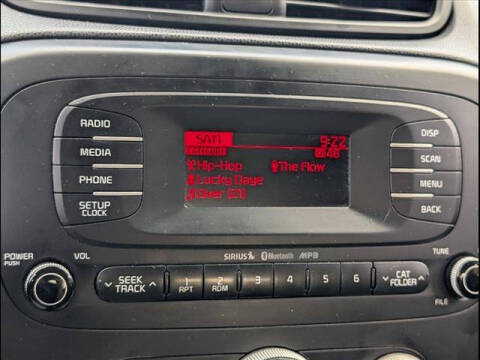 RADIO
MEDIA
PHONE
SETUP
CLOCK
SAT1 9:22
48
Hip-Hop The Flow
Lucky Daye
Over (21)
DISP
SCAN
MENU
BACK
SIRIUS Bluetooth MP3
POWER
PUSH
VOL
SEEK
TRACK
1
RPT
2
RDM
3
4
5
6
CAT
FOLDER
TUNE
FILE